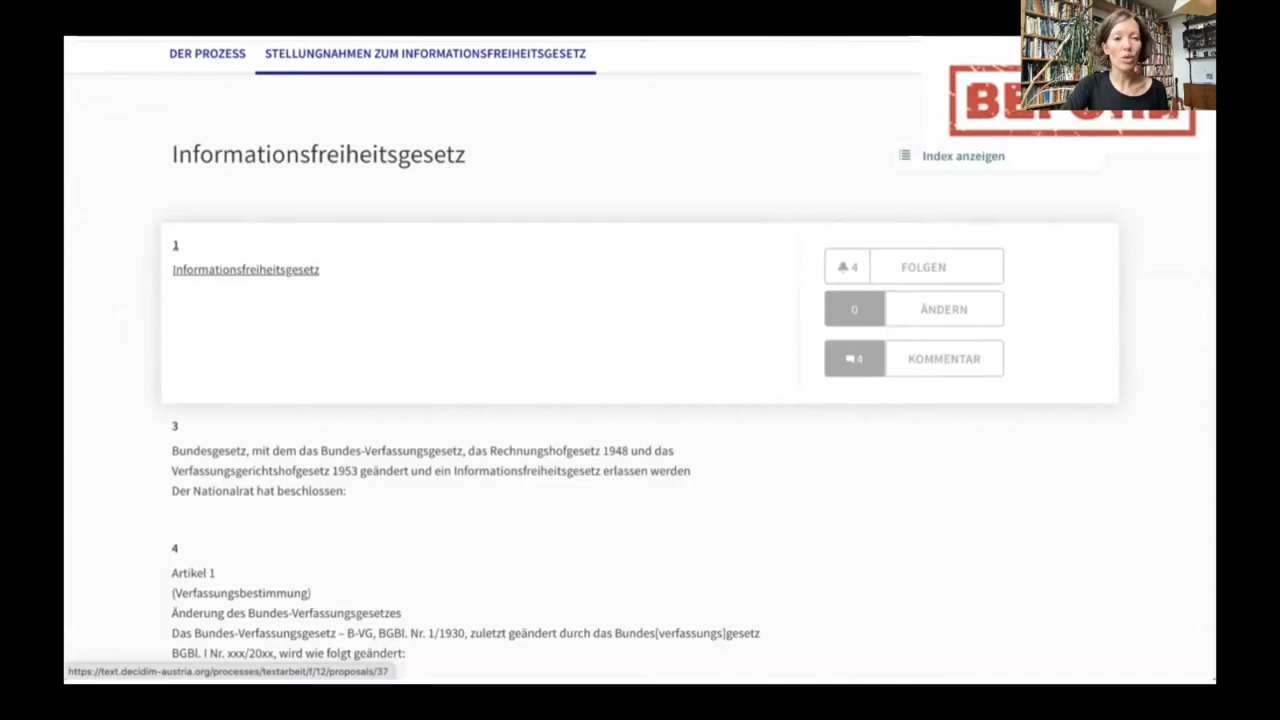 DER PROZESS
STELLUNGNAHMEN ZUM INFORMATIONSFREIHEITSGESETZ
Informationsfreiheitsgesetz
Index anzeigen
1
Informationsfreiheitsgesetz
4 FOLGEN
0 ÄNDERN
4 KOMMENTAR
3
Bundesgesetz, mit dem das Bundes-Verfassungsgesetz, das Rechnungshofgesetz 1948 und das
Verfassungsgerichtshofgesetz 1953 geändert und ein Informationsfreiheitsgesetz erlassen werden
Der Nationalrat hat beschlossen:
4
Artikel 1
(Verfassungsbestimmung)
Änderung des Bundes-Verfassungsgesetzes
Das Bundes-Verfassungsgesetz – B-VG, BGBl. Nr. 1/1930, zuletzt geändert durch das Bundes[verfassungs]gesetz
BGBl. I Nr. xxx/20xx, wird wie folgt geändert:
https://text.decidim-austria.org/processes/textarbeit/f/12/proposals/37